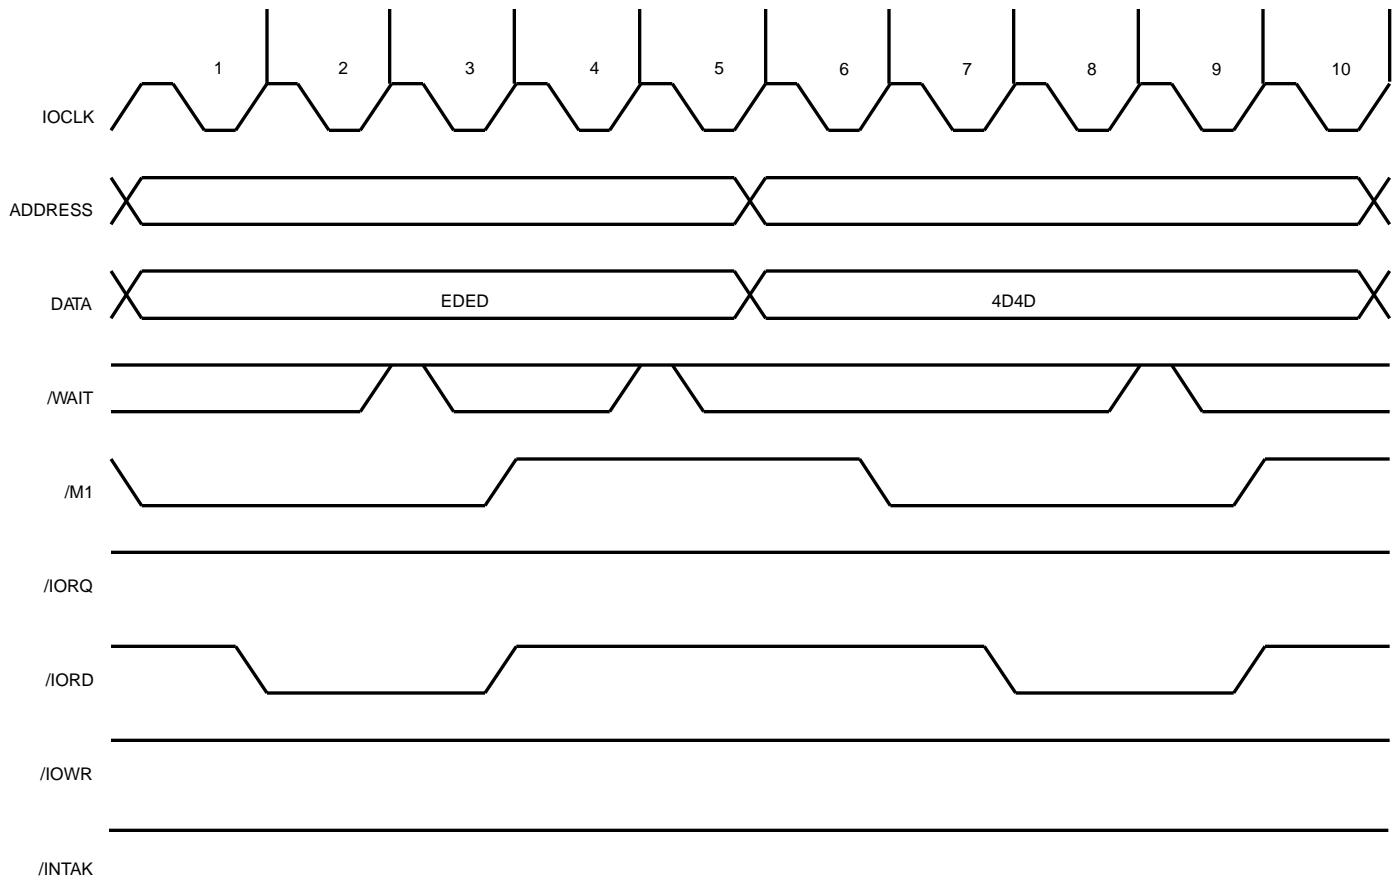 1 2 3 4 5 6 7 8 9 10
IOCLK
ADDRESS
DATA EDED 4D4D
/WAIT
/M1
/IORQ
/IORD
/IOWR
/INTAK